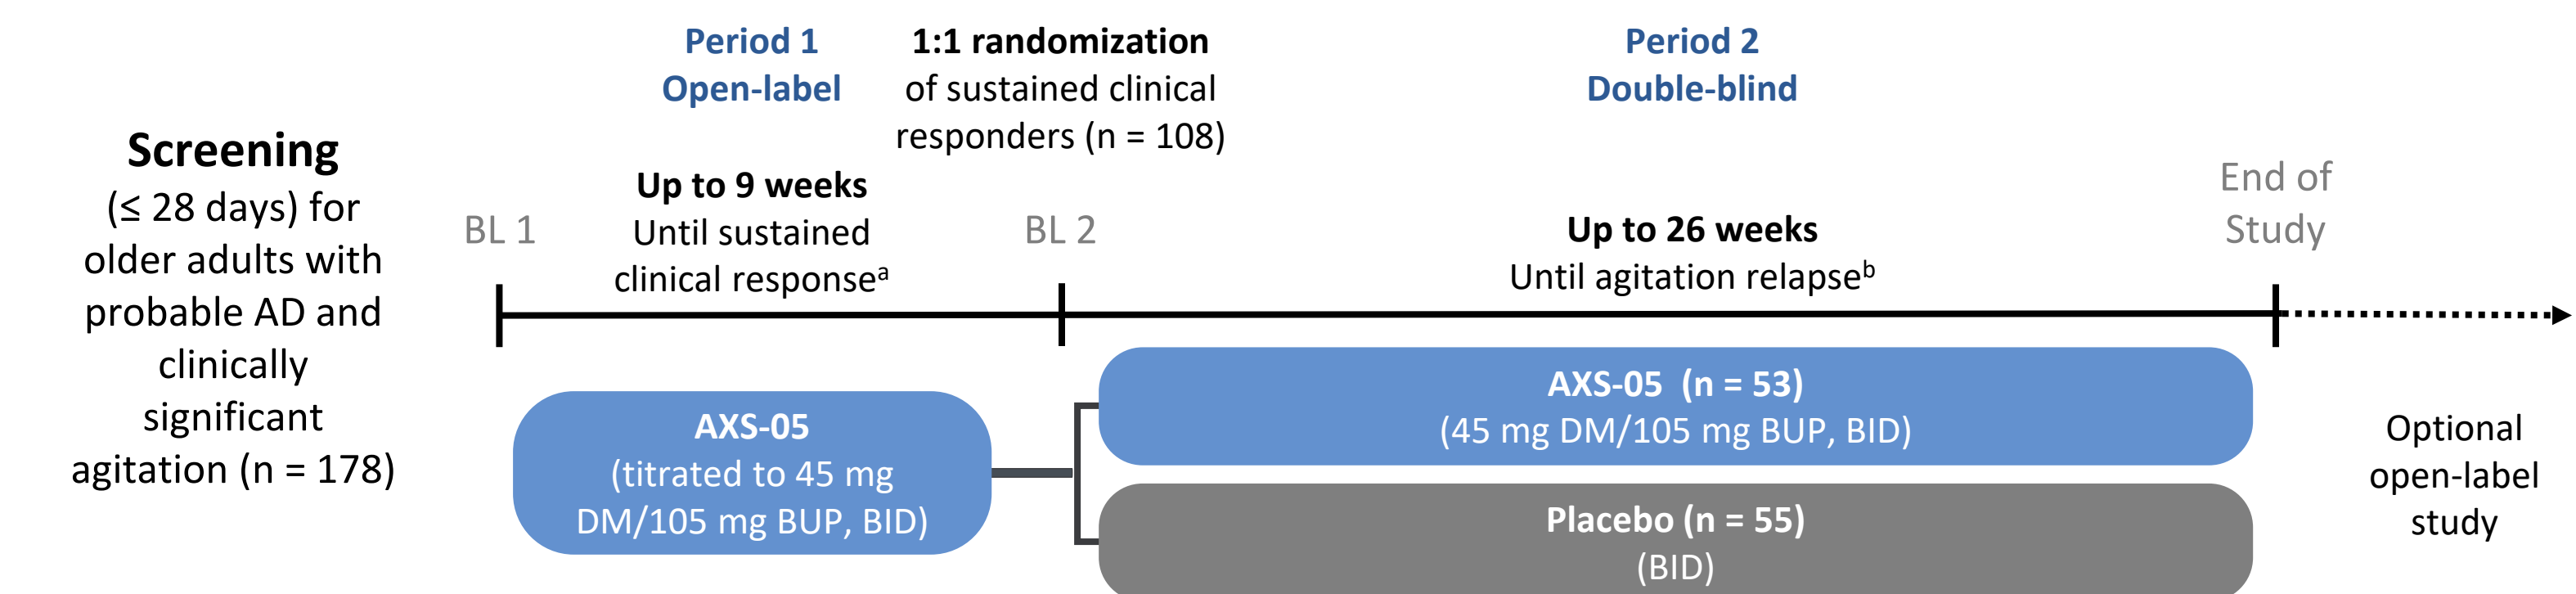 Screening
(≤ 28 days) for
older adults with
probable AD and
clinically
significant
agitation (n = 178)
BL 1
Period 1
Open-label
Up to 9 weeks
Until sustained
clinical responseᵃ
1:1 randomization
of sustained clinical
responders (n = 108)
BL 2
Period 2
Double-blind
Up to 26 weeks
Until agitation relapseᵇ
End of
Study
AXS-05
(titrated to 45 mg
DM/105 mg BUP, BID)
AXS-05 (n = 53)
(45 mg DM/105 mg BUP, BID)
Placebo (n = 55)
(BID)
Optional
open-label
study